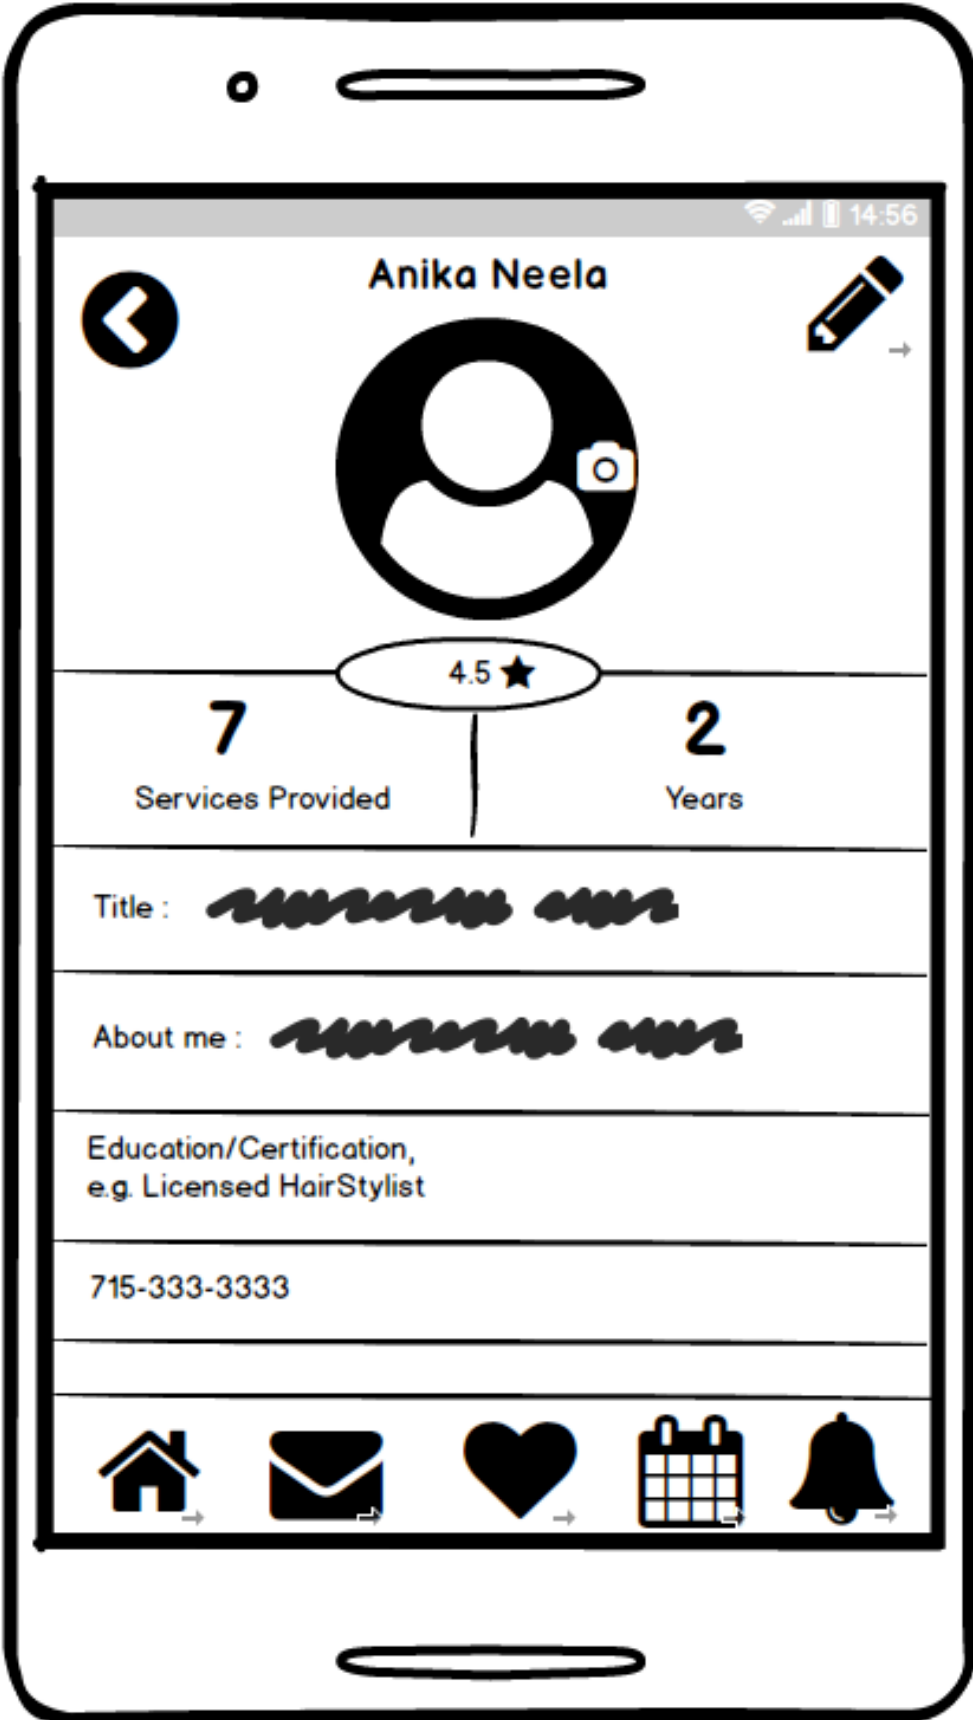 14:56
Anika Neela
4.5
7
2
Services Provided
Years
Title :
About me :
Education/Certification,
e.g. Licensed HairStylist
715-333-3333